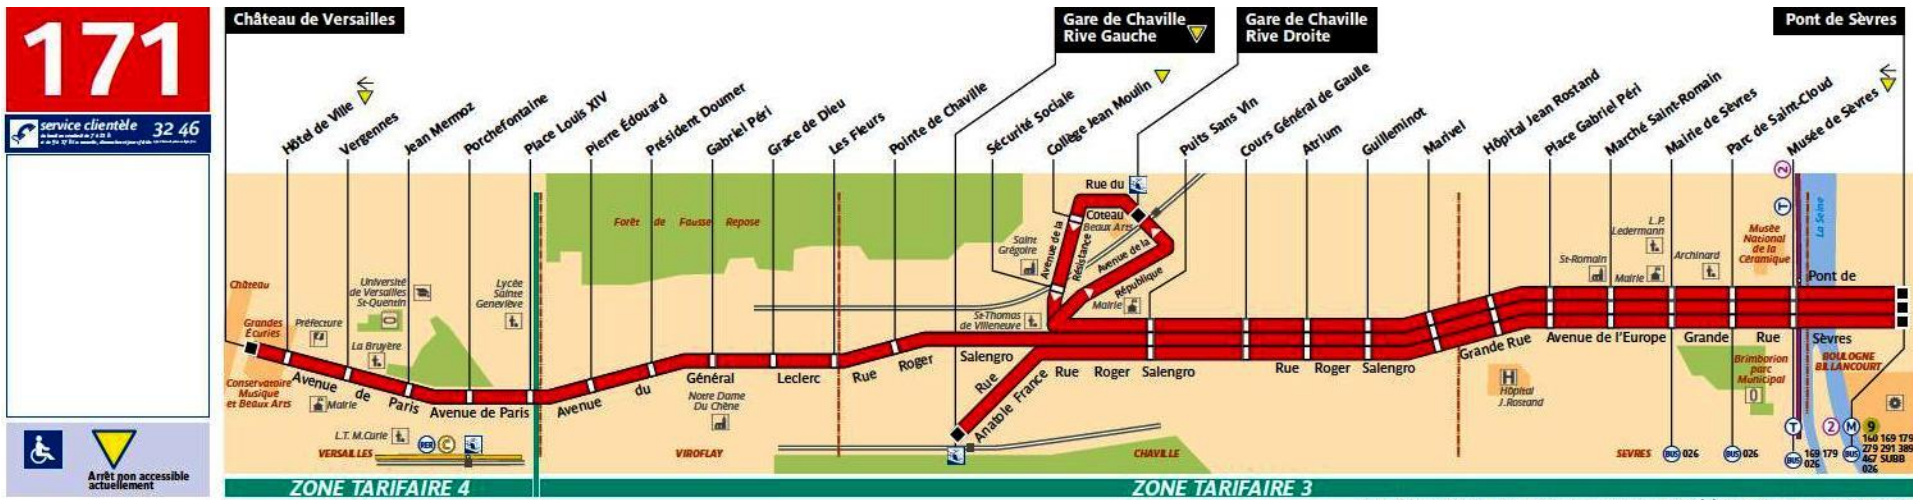 171
service clientèle 32 46
Arrêt non accessible
actuellement
Château de Versailles
Gare de Chaville
Rive Gauche
Gare de Chaville
Rive Droite
Pont de Sèvres
Hôtel de Ville
Vergennes
Jean Mermoz
Porchefontaine
Place Louis XIV
Pierre Édouard
Président Doumer
Gabriel Péri
Grace de Dieu
Les Fleurs
Pointe de Chaville
Sécurité Sociale
Collège Jean Moulin
Puits Sans Vin
Cours Général de Gaulle
Atrium
Guilleminot
Marivel
Hôpital Jean Rostand
Place Gabriel Péri
Marché Saint-Romain
Mairie de Sèvres
Parc de Saint-Cloud
Musée de Sèvres
Château
Grandes
Écuries
Conservatoire
Musique
et Beaux Arts
Préfecture
La Bruyère
Mairie
Université
de Versailles
St-Quentin
Lycée
Sainte
Geneviève
L.T. M.Curie
RER C
VERSAILLES
Avenue de Paris
Avenue de Paris
Forêt de Fausse Repose
Avenue du Général Leclerc
Notre Dame
Du Chêne
VIROFLAY
Rue Roger Salengro
Saint
Grégoire
St-Thomas
de Villeneuve
Rue du
Coteau
Beaux Arts
Avenue de la
Résistance
Avenue de la
République
Mairie
Rue
Anatole France
CHAVILLE
Rue Roger Salengro
Rue Roger Salengro
Grande Rue
H
Hôpital
J.Rostand
St-Romain
L.P.
Ledermann
Mairie
Archinard
Musée
National
de la
Céramique
Avenue de l'Europe
Grande Rue
Brimborion
parc
Municipal
2
T
La Seine
Pont de
Sèvres
BOULOGNE
BILLANCOURT
SEVRES
BUS 026
BUS 026
T 2
BUS 169 179
026
M 9
BUS
160 169 179
279 291 389
467 SUBB
026
ZONE TARIFAIRE 4
ZONE TARIFAIRE 3